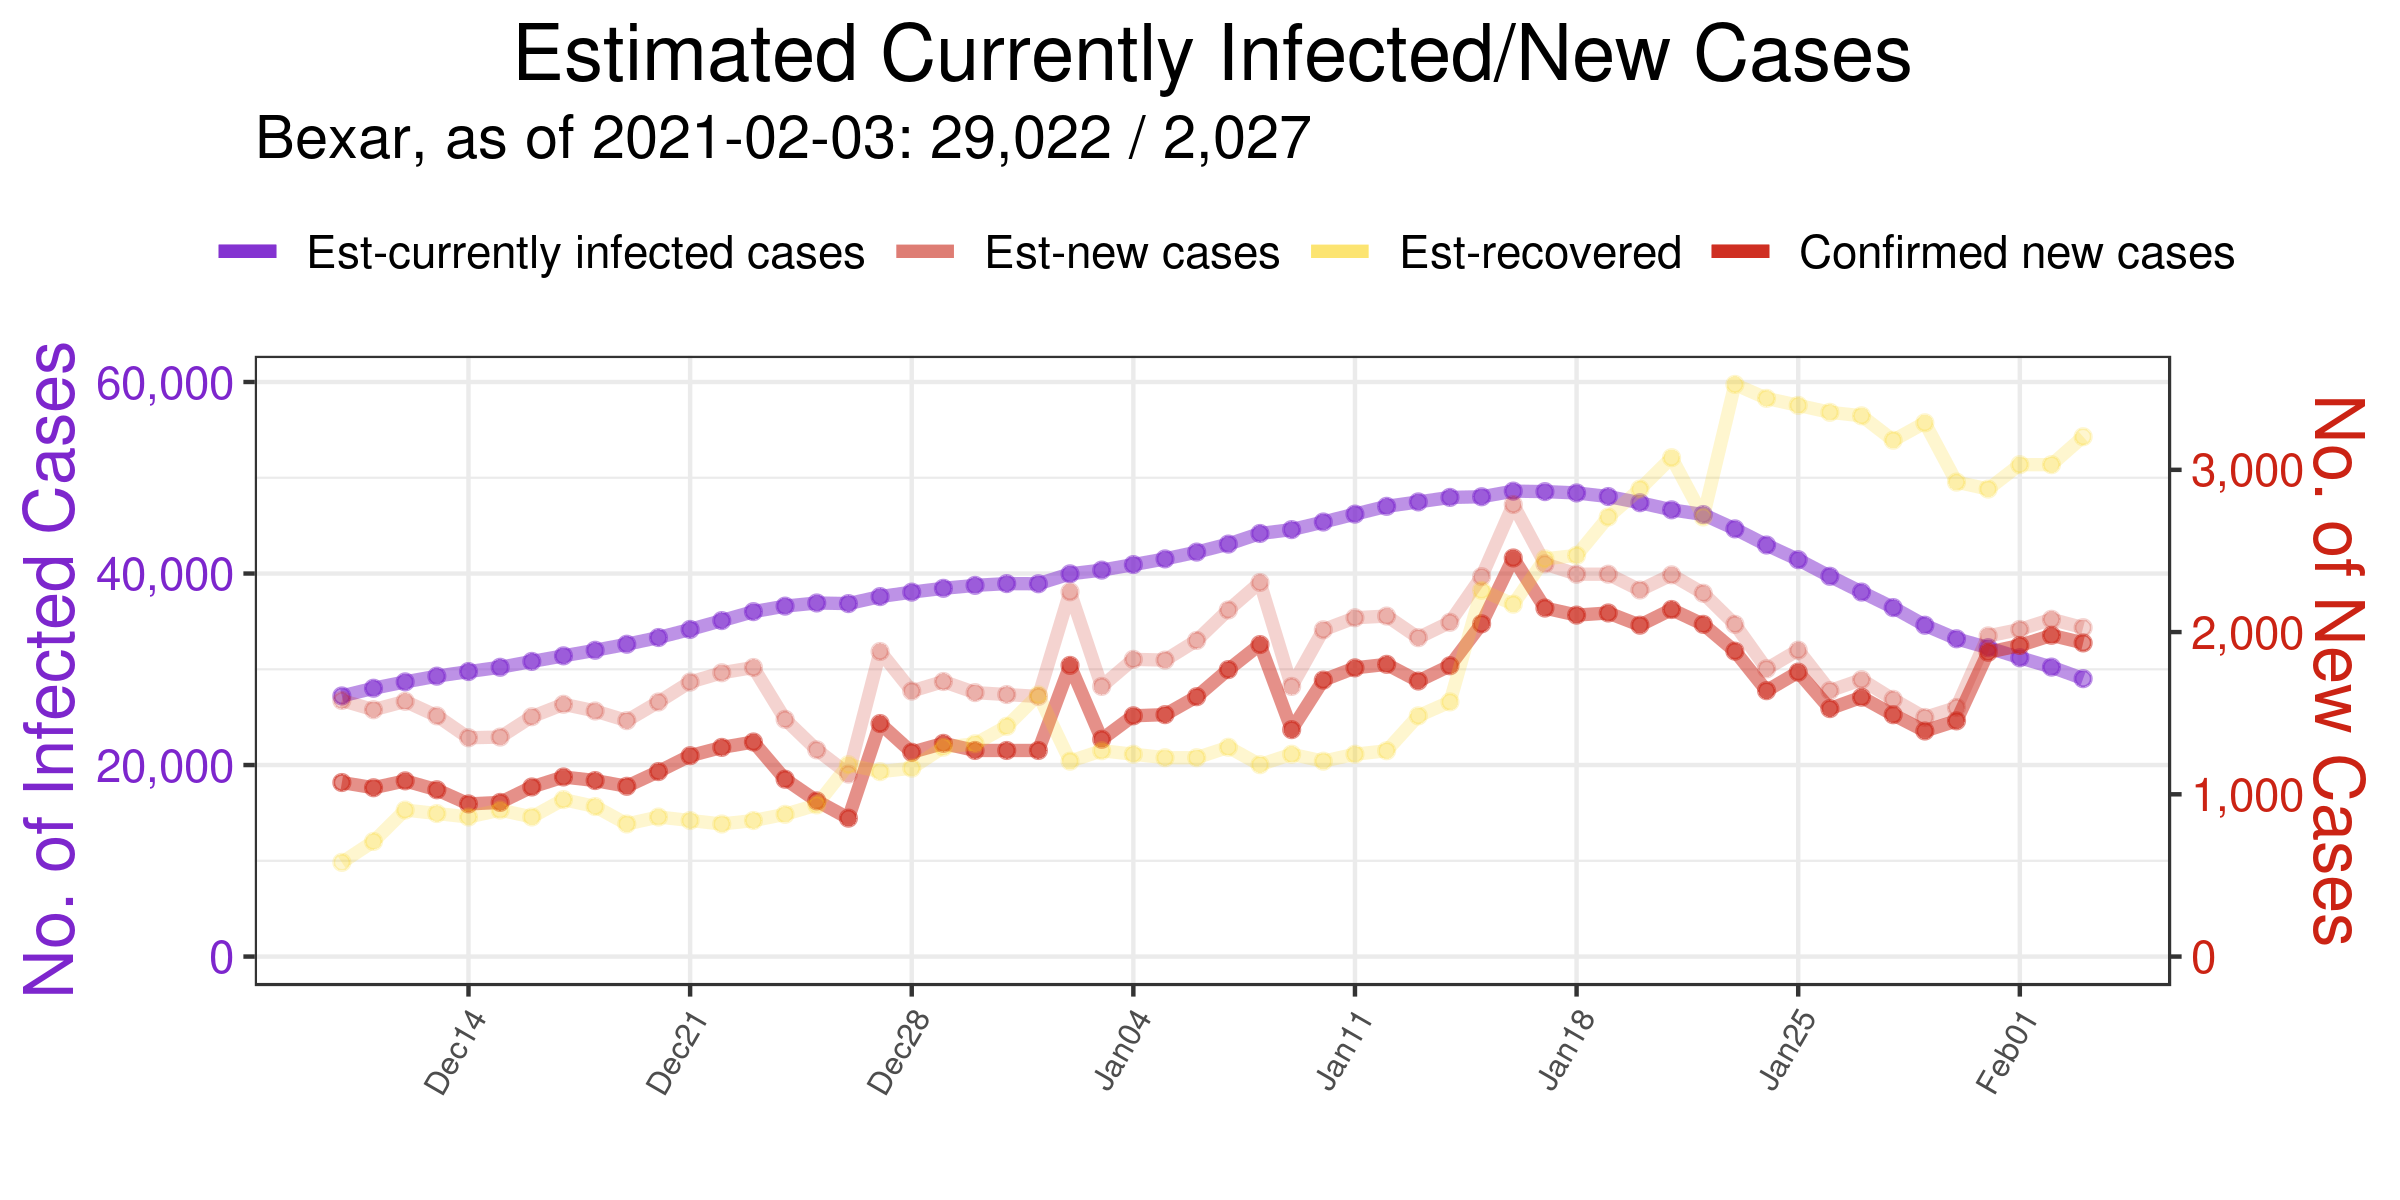 Estimated Currently Infected/New Cases
Bexar, as of 2021-02-03: 29,022 / 2,027
Est-currently infected cases Est-new cases Est-recovered Confirmed new cases
No. of Infected Cases
60,000
40,000
20,000
0
3,000
2,000
1,000
0
No. of New Cases
Dec14 Dec21 Dec28 Jan04 Jan11 Jan18 Jan25 Feb01